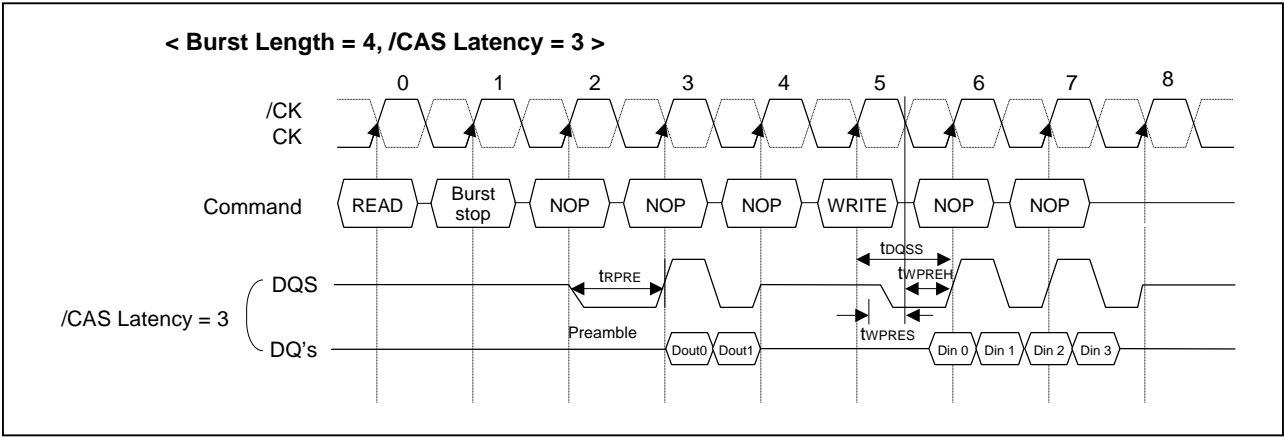 < Burst Length = 4, /CAS Latency = 3 >
0 1 2 3 4 5 6 7 8
/CK
CK
Command READ Burst stop NOP NOP NOP WRITE NOP NOP
tDQSS
DQS tRPRE tWPREH
/CAS Latency = 3
Preamble tWPRES
DQ's Dout0 Dout1 Din 0 Din 1 Din 2 Din 3